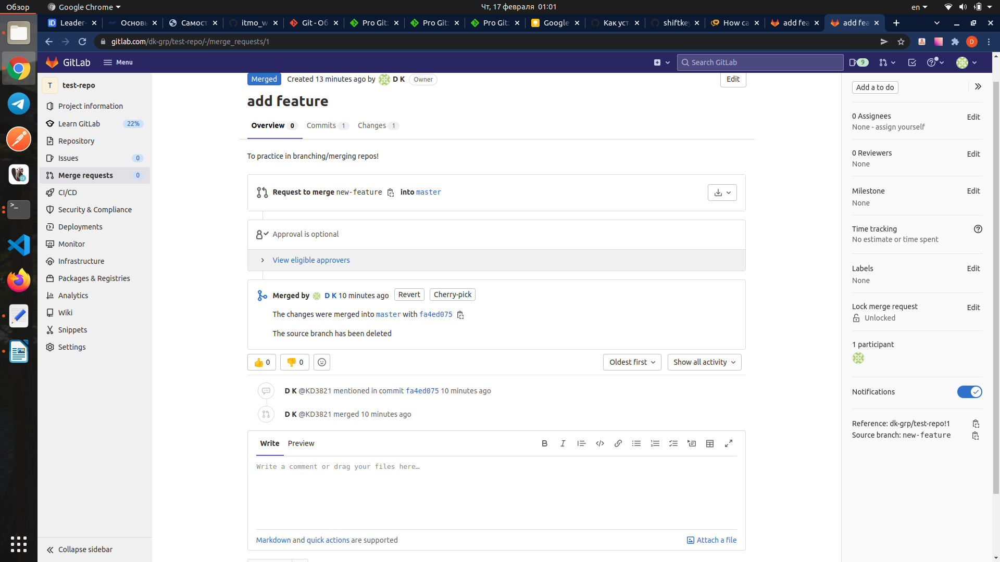 Обзор
Google Chrome
Чт, 17 февраля 01:01
en
Leader-
Основы
Самост
itmo_w
Git - Об
Pro Git:
Pro Git:
Pro Git:
Google
Как уст
shiftkey
How ca
add fea
add fea
gitlab.com/dk-grp/test-repo/-/merge_requests/1
D
GitLab
Menu
Search GitLab
9
T
test-repo
Project information
Learn GitLab
22%
Repository
Issues
0
Merge requests
0
CI/CD
Security & Compliance
Deployments
Monitor
Infrastructure
Packages & Registries
Analytics
Wiki
Snippets
Settings
Collapse sidebar
Merged
Created 13 minutes ago by D K Owner
Edit
add feature
Overview 0
Commits 1
Changes 1
To practice in branching/merging repos!
Request to merge new-feature into master
Approval is optional
View eligible approvers
Merged by D K 10 minutes ago
Revert
Cherry-pick
The changes were merged into master with fa4ed075
The source branch has been deleted
0
0
Oldest first
Show all activity
D K @KD3821 mentioned in commit fa4ed075 10 minutes ago
D K @KD3821 merged 10 minutes ago
Write
Preview
Write a comment or drag your files here…
Markdown and quick actions are supported
Attach a file
Add a to do
0 Assignees
Edit
None - assign yourself
0 Reviewers
Edit
None
Milestone
Edit
None
Time tracking
No estimate or time spent
Labels
Edit
None
Lock merge request
Edit
Unlocked
1 participant
Notifications
Reference: dk-grp/test-repo!1
Source branch: new-feature